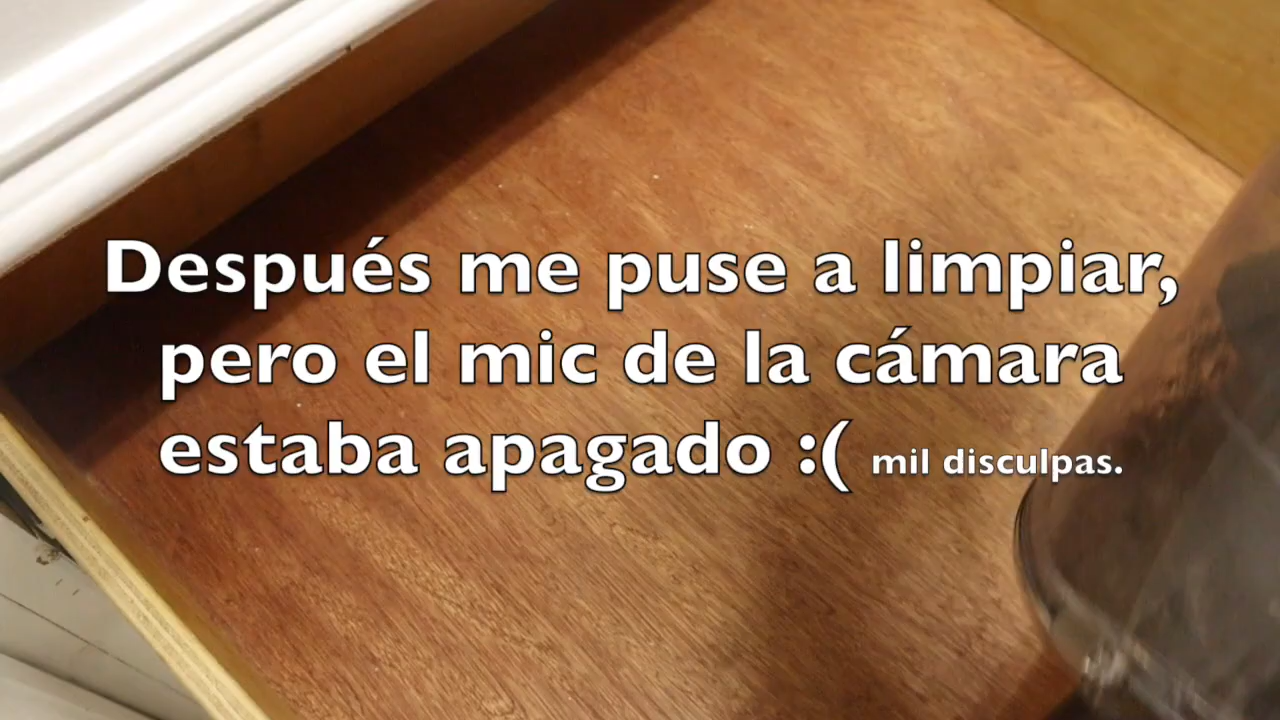 Después me puse a limpiar,
pero el mic de la cámara
estaba apagado :( mil disculpas.